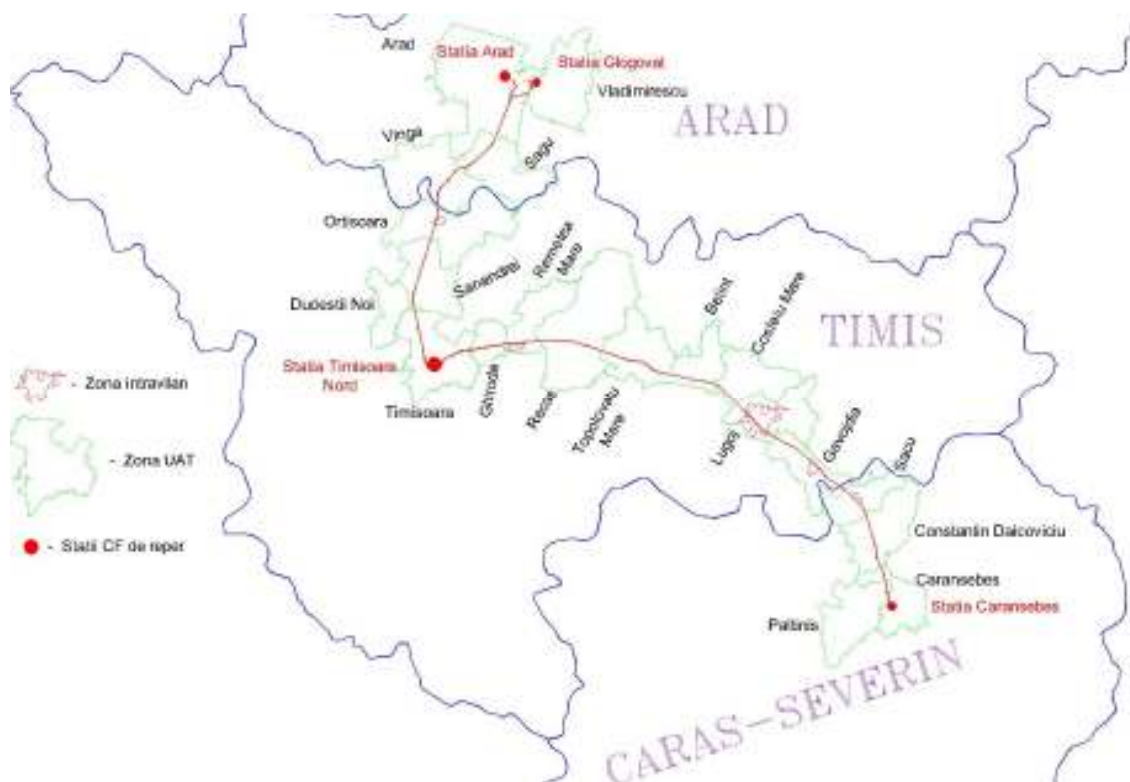 Arad
Statia Arad
Statia Glogovat
Vladimirescu
ARAD
Vinga
Sagu
Ortisoara
Sanandrei
Remetea
Mare
Dudestii Noi
Belint
Costeiu Mare
TIMIS
Statia Timisoara
Nord
Timisoara
Ghiroda
Recas
Topolovatu
Mare
Lugoj
Gavojdia
Sacu
- Zona intravilan
- Zona UAT
- Statii CF de reper
Constantin Daicoviciu
Caransebes
Statia Caransebes
Paltinis
CARAS-SEVERIN